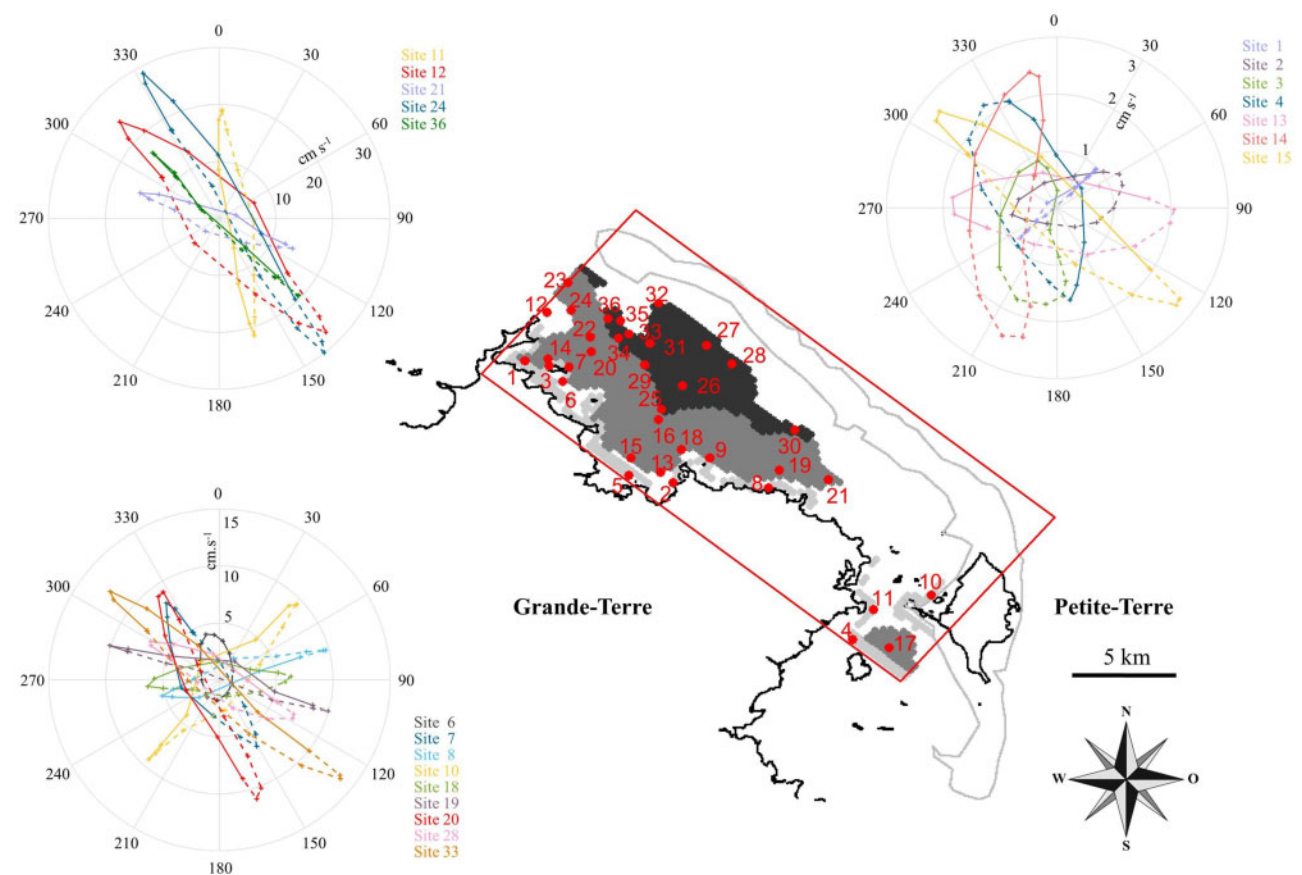 0
30
60
90
120
150
180
210
240
270
300
330
cm s⁻¹
10
20
30
Site 11
Site 12
Site 21
Site 24
Site 36
0
30
60
90
120
150
180
210
240
270
300
330
cm s⁻¹
1
2
3
Site 1
Site 2
Site 3
Site 4
Site 13
Site 14
Site 15
23
12
24
36
35
32
33
27
22
34
31
28
14
7
20
29
26
1
3
6
25
16
18
9
30
15
13
19
5
2
8
21
10
11
4
17
Grande-Terre
Petite-Terre
5 km
N
W
O
S
0
30
60
90
120
150
180
210
240
270
300
330
cm.s⁻¹
5
10
15
Site 6
Site 7
Site 8
Site 10
Site 18
Site 19
Site 20
Site 28
Site 33